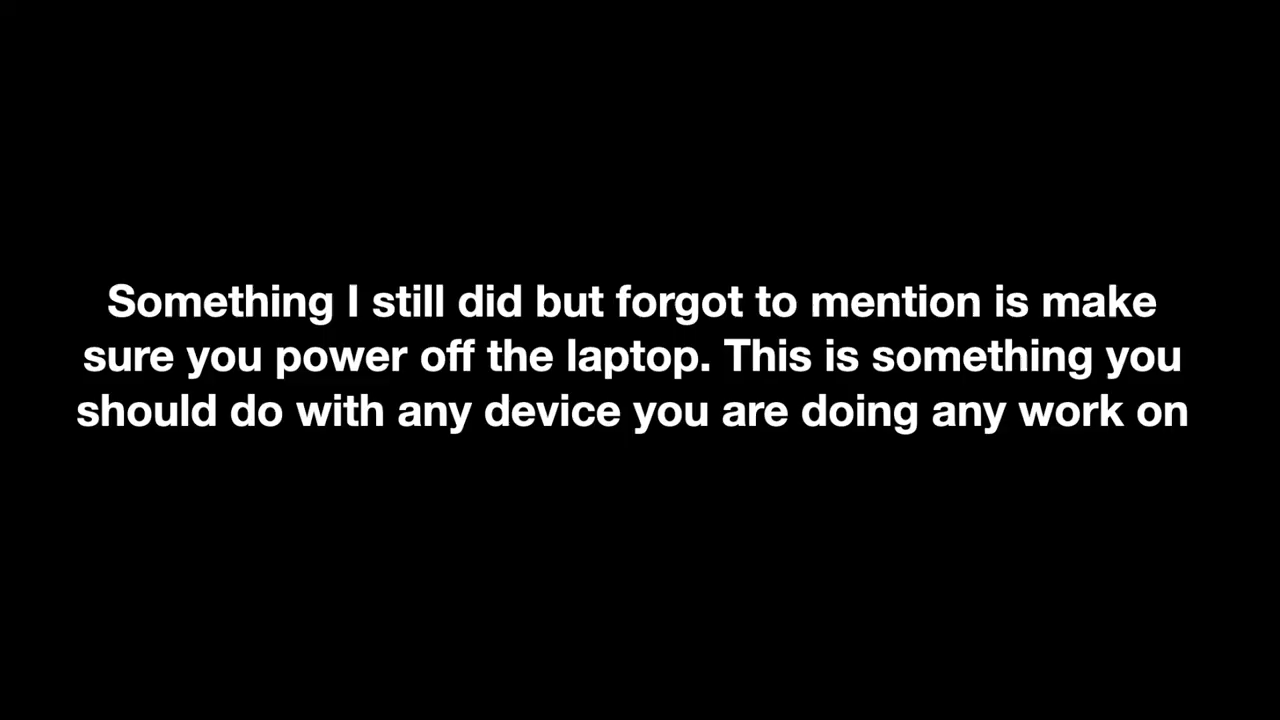 Something I still did but forgot to mention is make
sure you power off the laptop. This is something you
should do with any device you are doing any work on